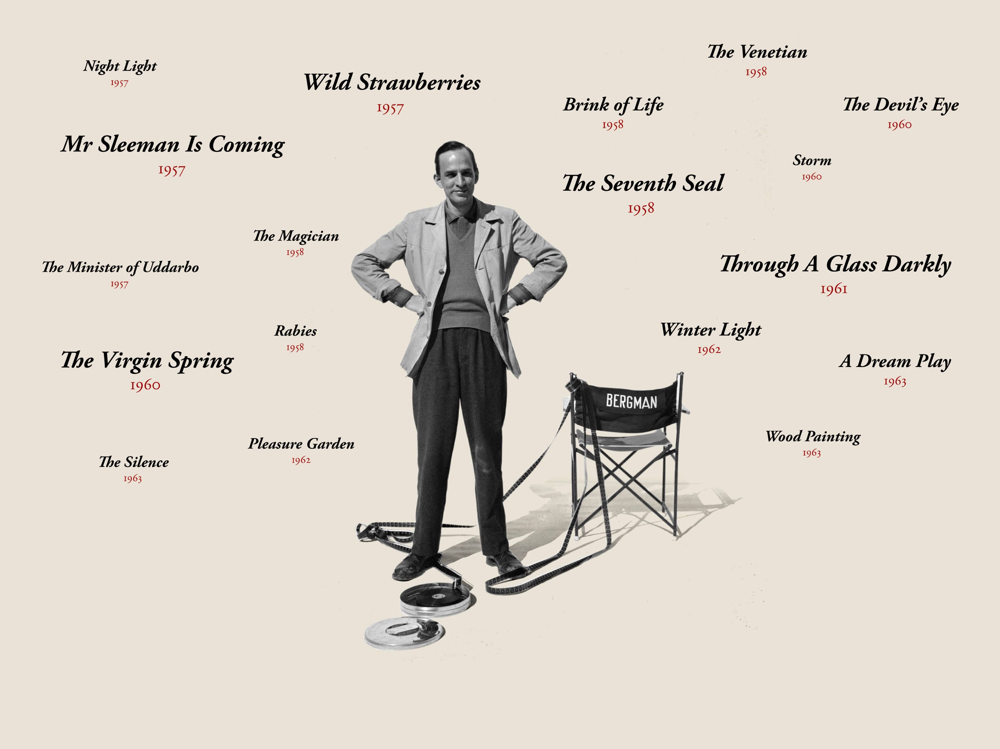 The Venetian
1958
Night Light
1957
Wild Strawberries
1957
Brink of Life
1958
The Devil’s Eye
1960
Mr Sleeman Is Coming
1957
Storm
1960
The Seventh Seal
1958
The Magician
1958
The Minister of Uddarbo
1957
Through A Glass Darkly
1961
Rabies
1958
Winter Light
1962
The Virgin Spring
1960
A Dream Play
1963
BERGMAN
Wood Painting
1963
Pleasure Garden
1962
The Silence
1963